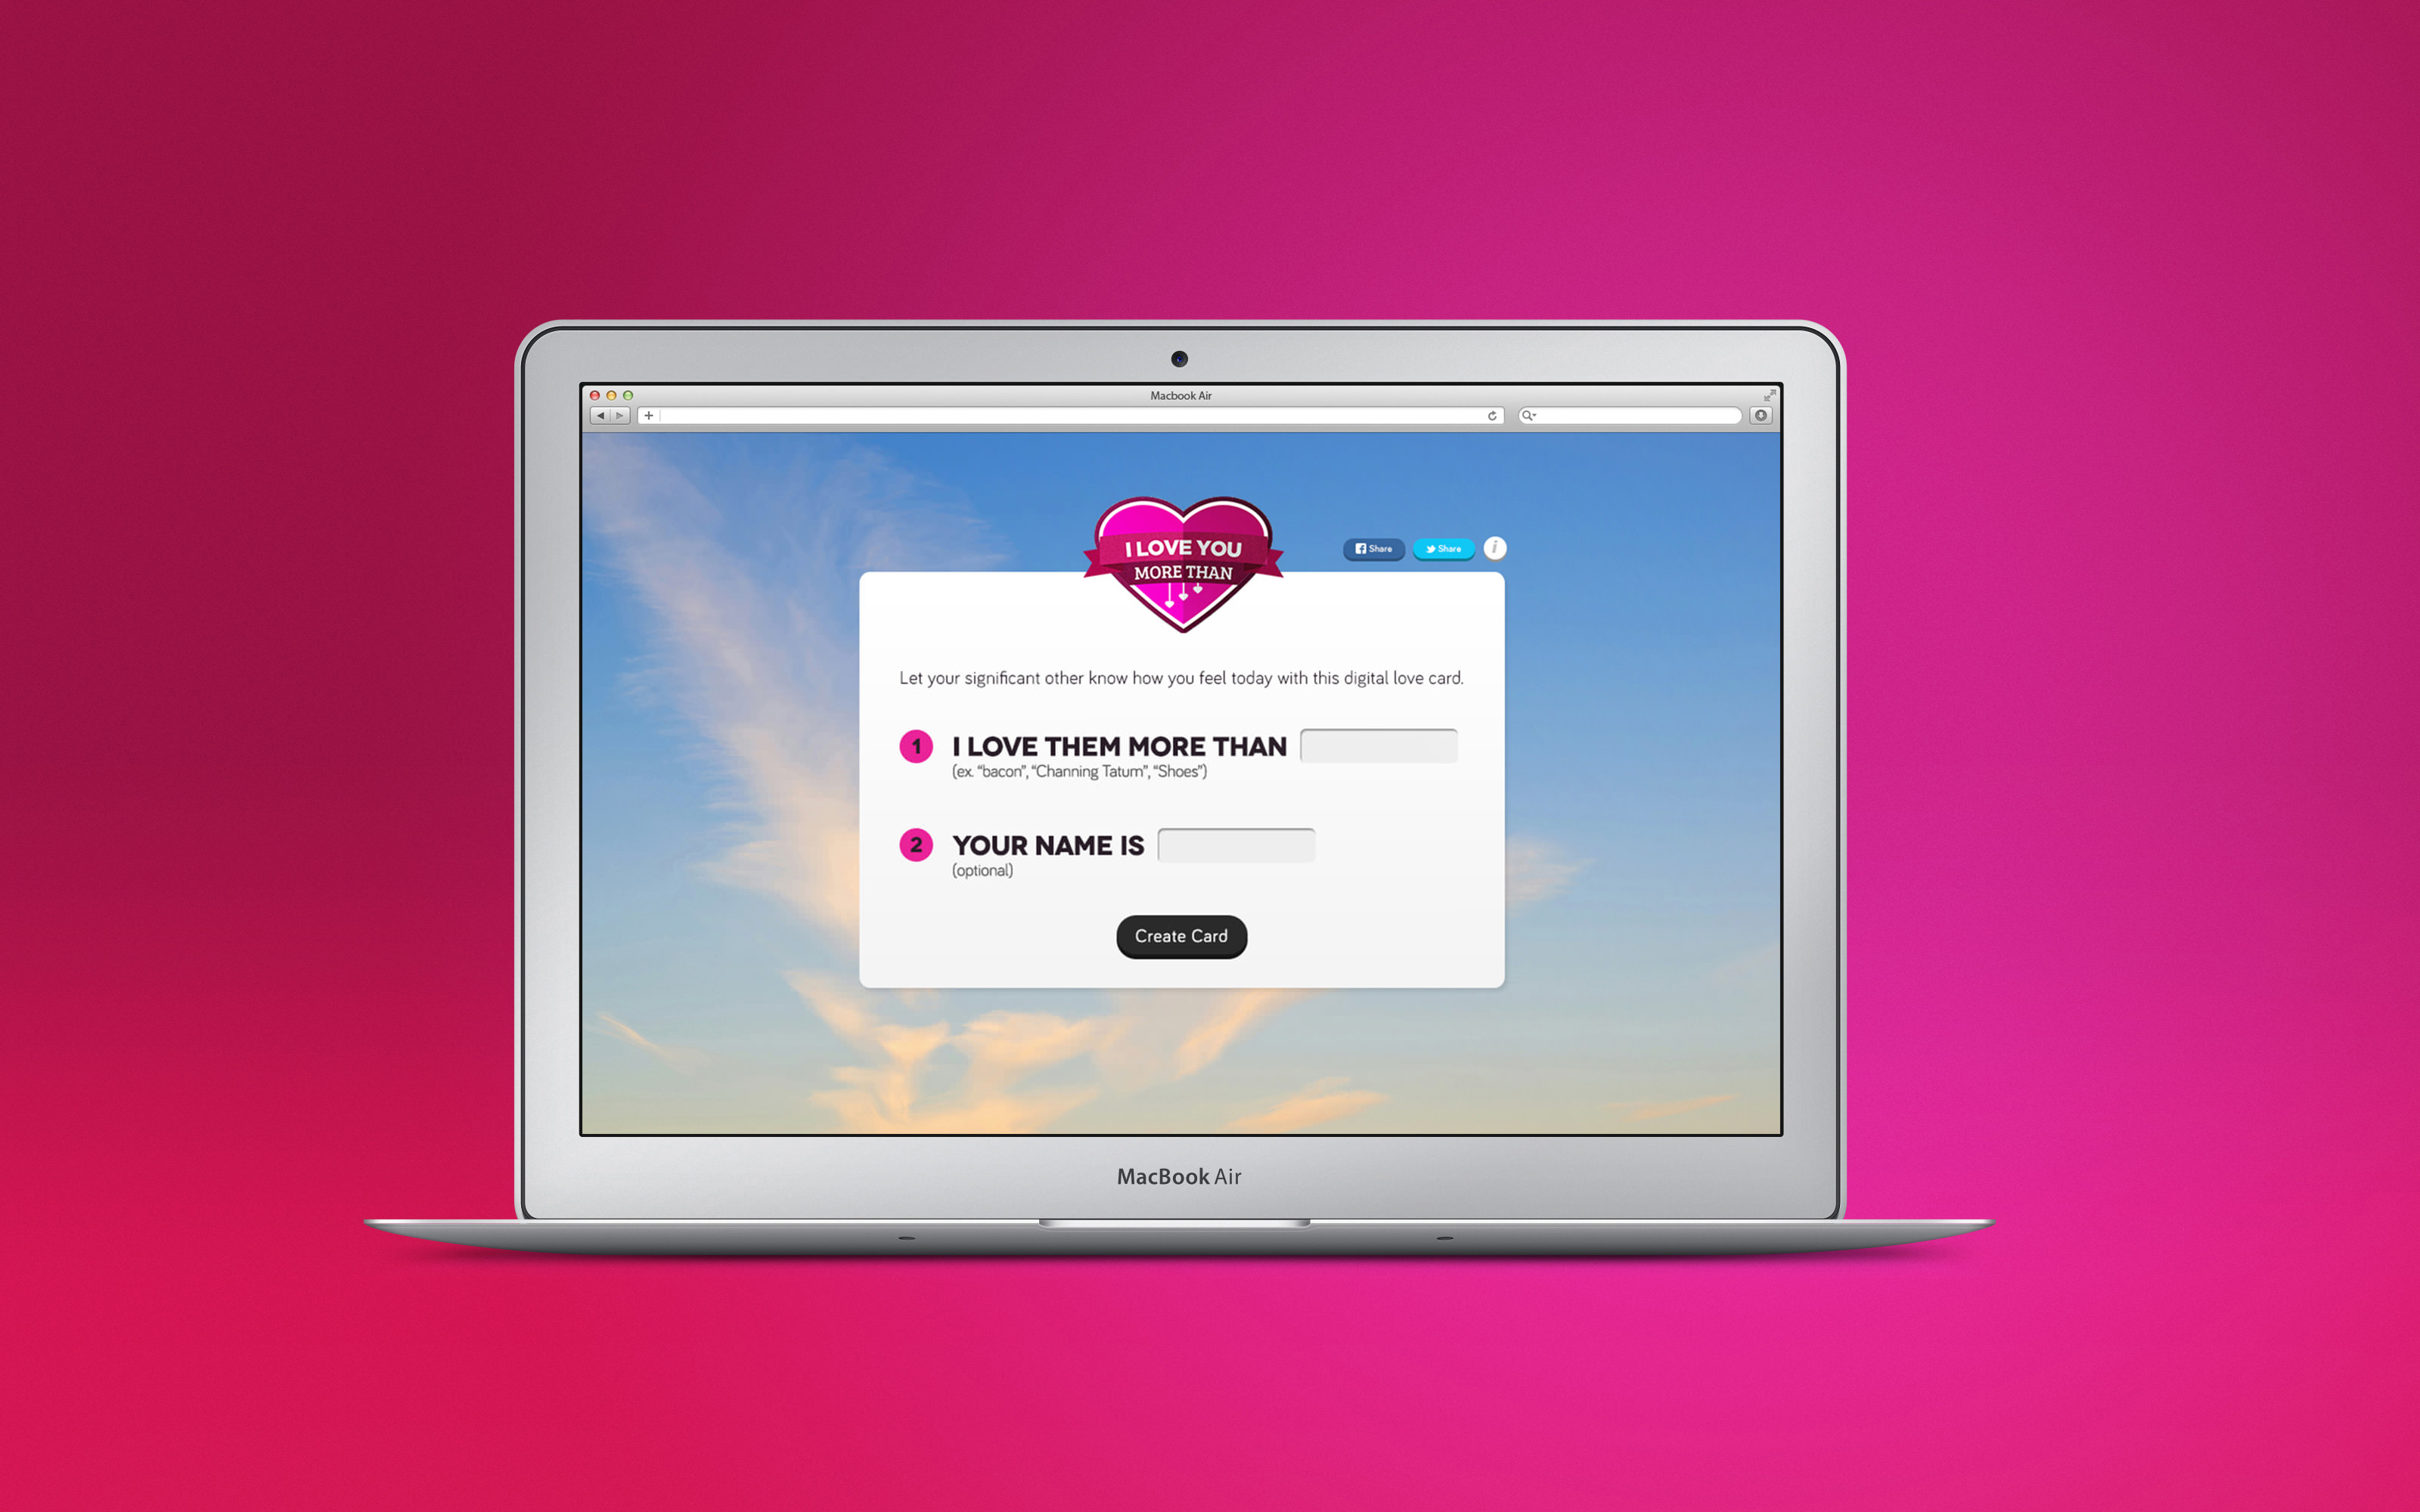 Macbook Air
I LOVE YOU
MORE THAN
Share
Share
i
Let your significant other know how you feel today with this digital love card.
1 I LOVE THEM MORE THAN
(ex. “bacon”, “Channing Tatum”, “Shoes”)
2 YOUR NAME IS
(optional)
Create Card
MacBook Air